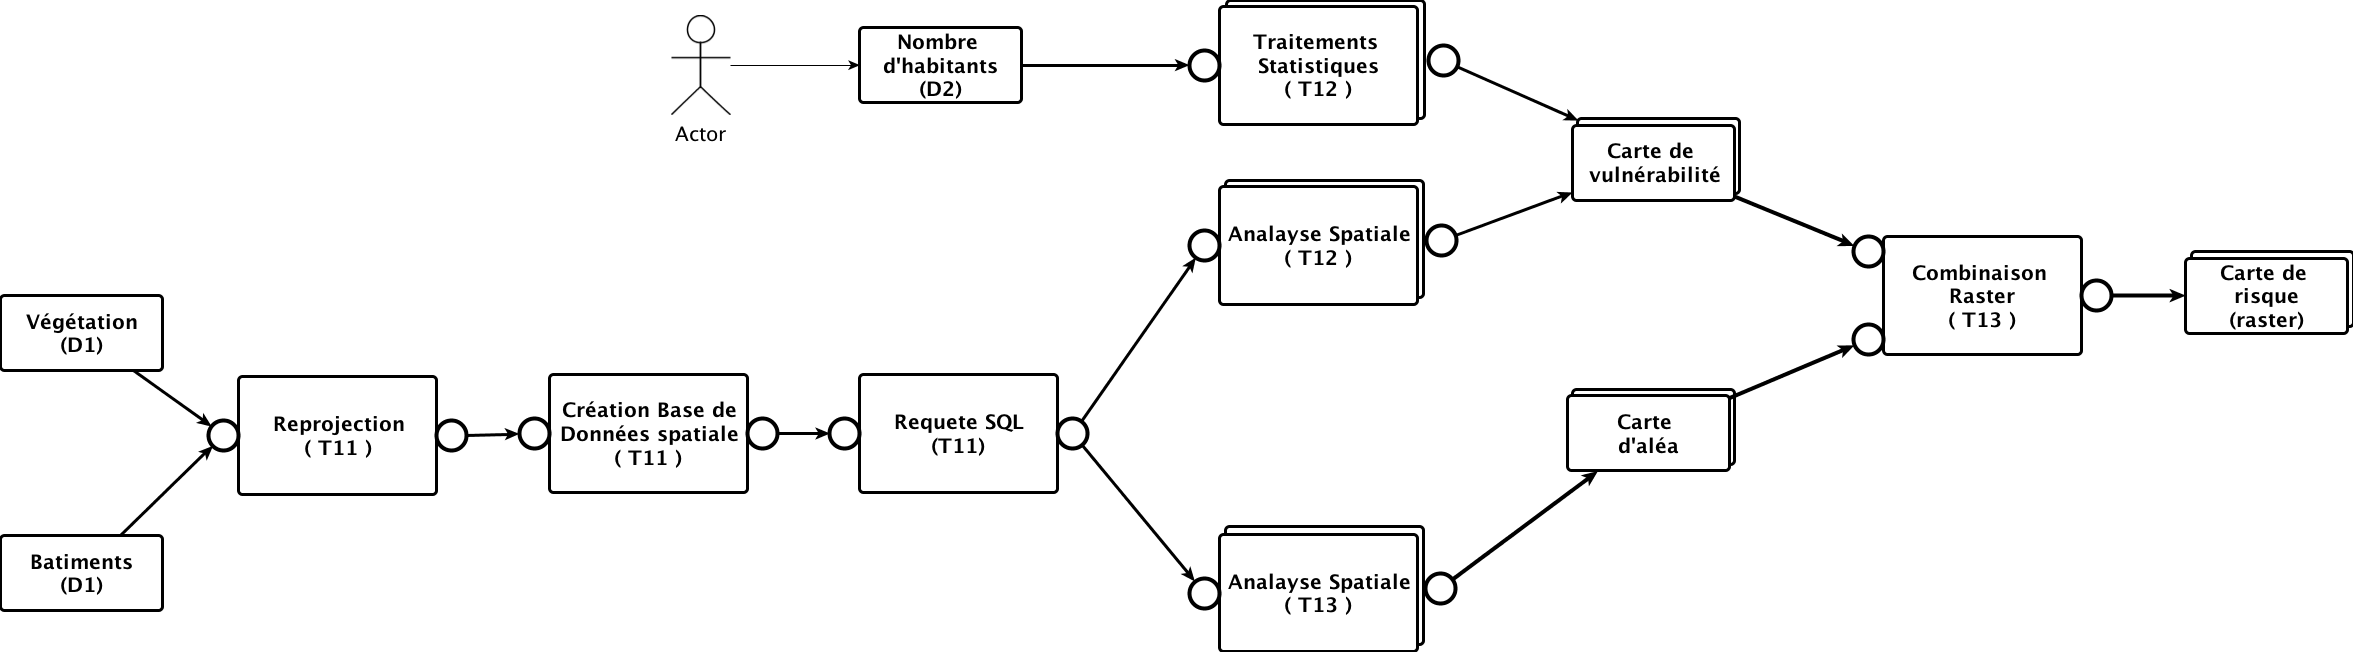 Nombre
d'habitants
(D2)
Actor
Traitements
Statistiques
( T12 )
Carte de
vulnérabilité
Analayse Spatiale
( T12 )
Végétation
(D1)
Batiments
(D1)
Reprojection
( T11 )
Création Base de
Données spatiale
( T11 )
Requete SQL
(T11)
Analayse Spatiale
( T13 )
Carte
d'aléa
Combinaison
Raster
( T13 )
Carte de
risque
(raster)